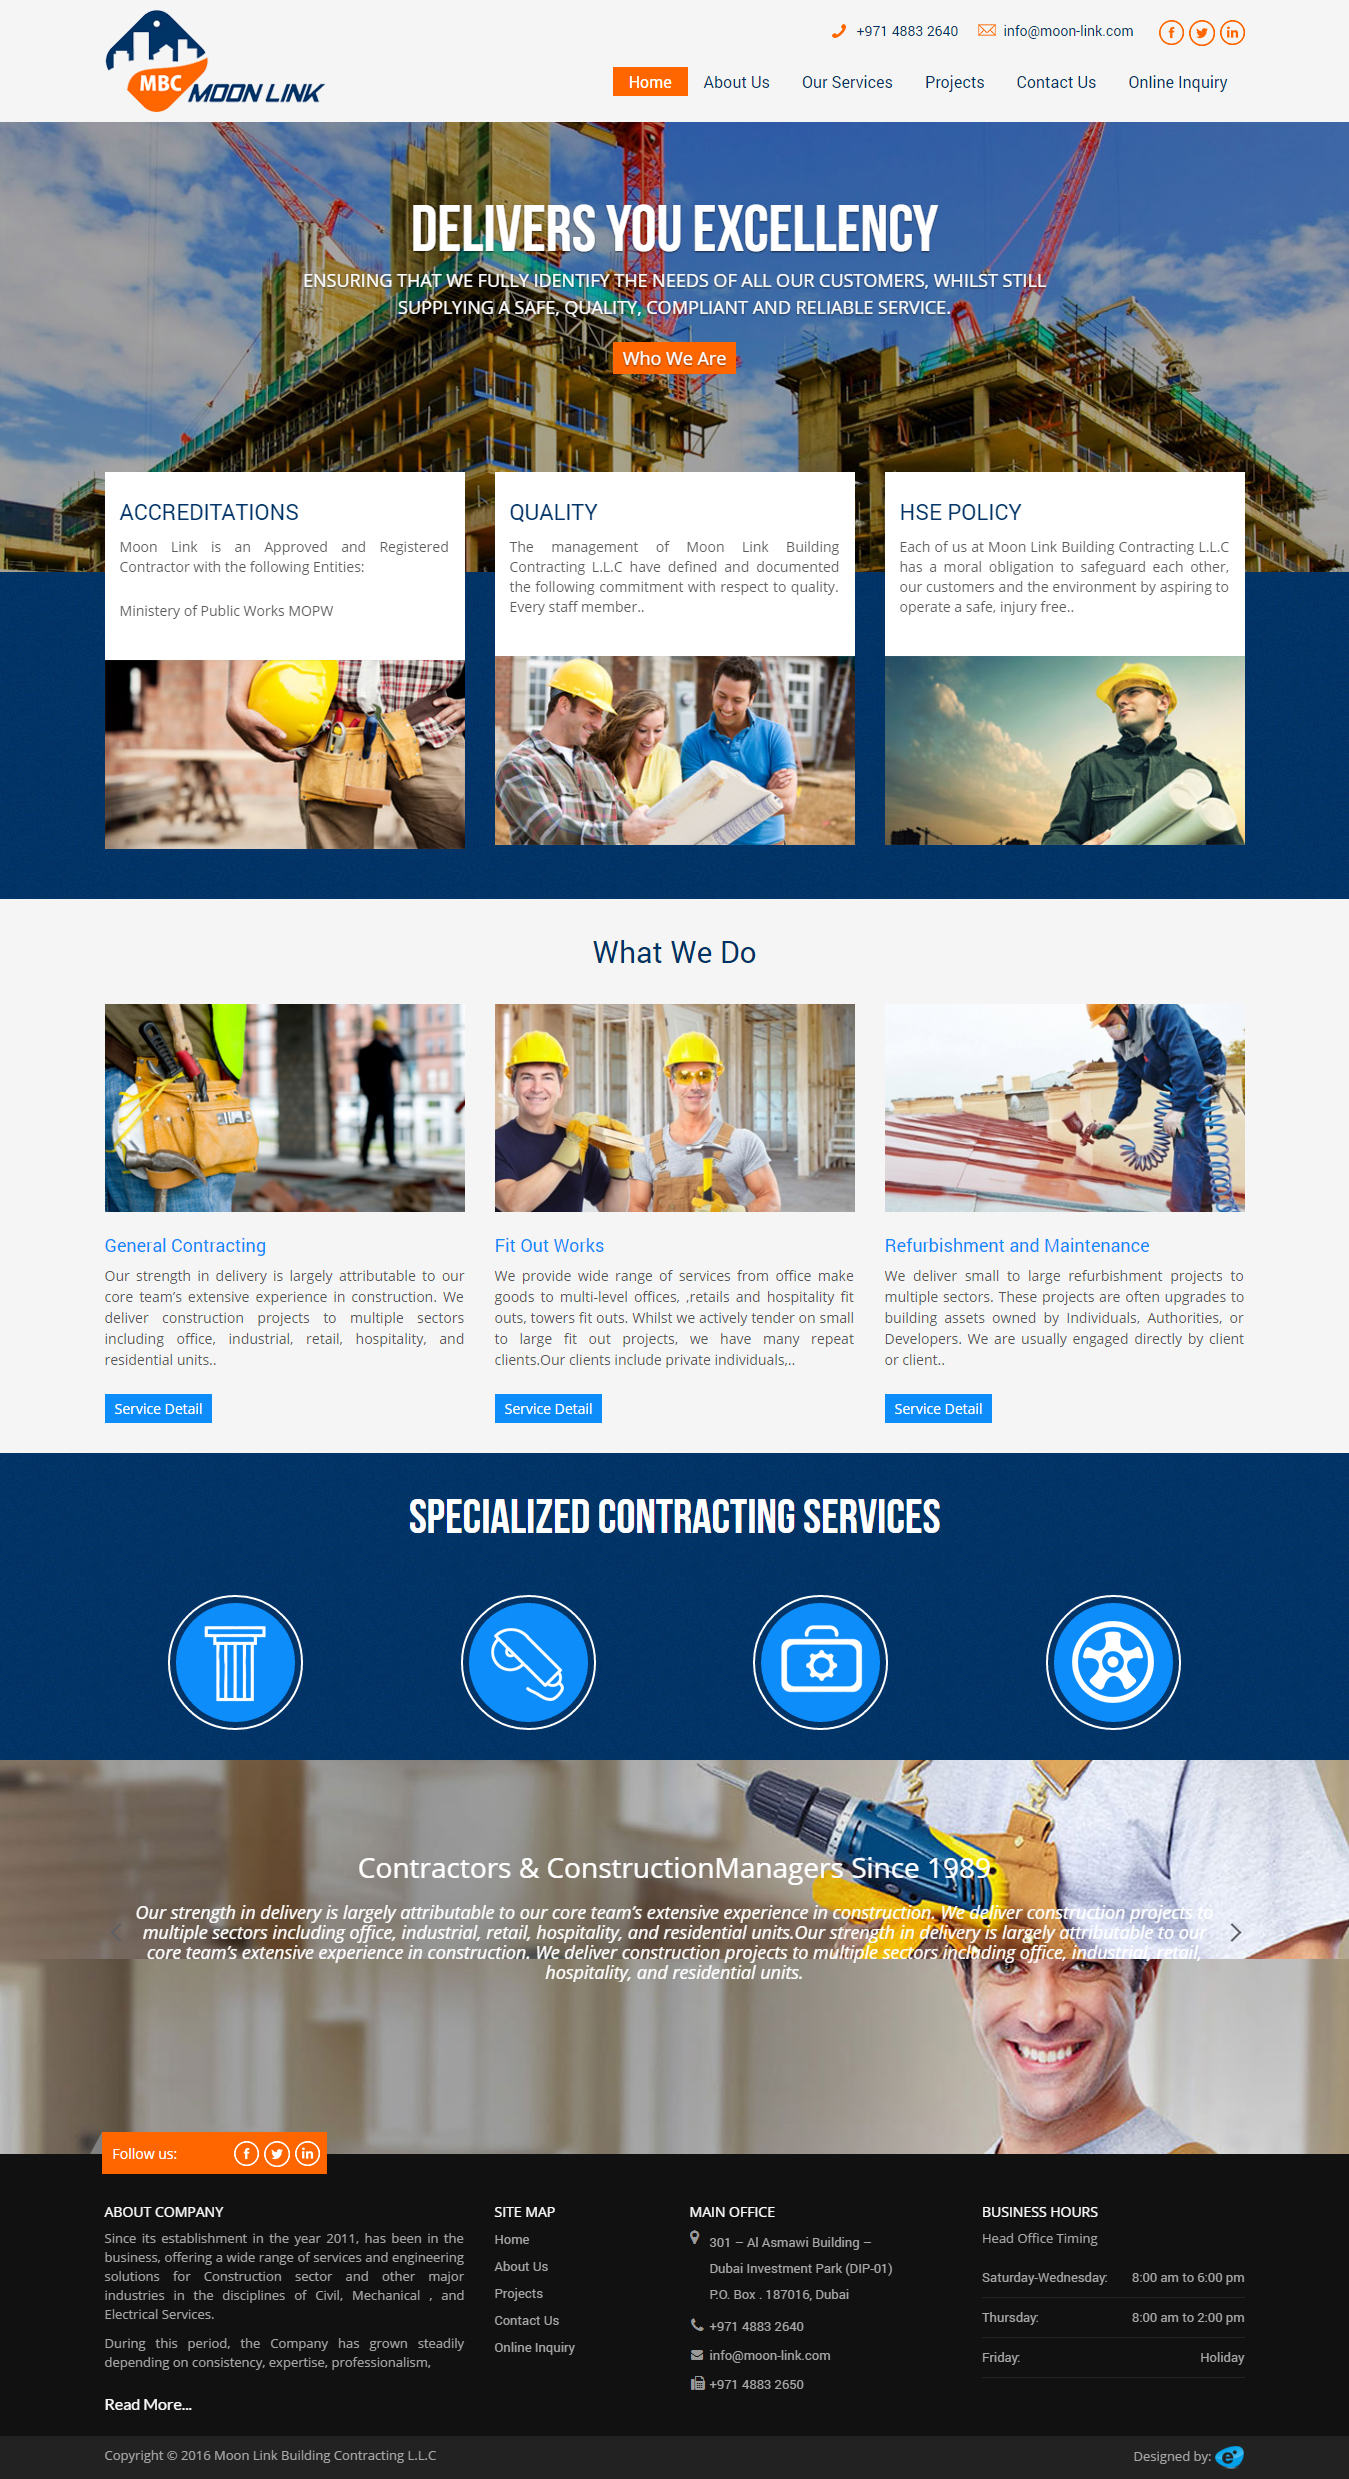 MBC
MOON LINK
+971 4883 2640
info@moon-link.com
Home
About Us
Our Services
Projects
Contact Us
Online Inquiry
DELIVERS YOU EXCELLENCY
ENSURING THAT WE FULLY IDENTIFY THE NEEDS OF ALL OUR CUSTOMERS, WHILST STILL
SUPPLYING A SAFE, QUALITY, COMPLIANT AND RELIABLE SERVICE.
Who We Are
ACCREDITATIONS
Moon Link is an Approved and Registered
Contractor with the following Entities:
Ministery of Public Works MOPW
QUALITY
The management of Moon Link Building
Contracting L.L.C have defined and documented
the following commitment with respect to quality.
Every staff member..
HSE POLICY
Each of us at Moon Link Building Contracting L.L.C
has a moral obligation to safeguard each other,
our customers and the environment by aspiring to
operate a safe, injury free..
What We Do
General Contracting
Our strength in delivery is largely attributable to our
core team's extensive experience in construction. We
deliver construction projects to multiple sectors
including office, industrial, retail, hospitality, and
residential units..
Service Detail
Fit Out Works
We provide wide range of services from office make
goods to multi-level offices, ,retails and hospitality fit
outs, towers fit outs. Whilst we actively tender on small
to large fit out projects, we have many repeat
clients.Our clients include private individuals,..
Service Detail
Refurbishment and Maintenance
We deliver small to large refurbishment projects to
multiple sectors. These projects are often upgrades to
building assets owned by Individuals, Authorities, or
Developers. We are usually engaged directly by client
or client..
Service Detail
SPECIALIZED CONTRACTING SERVICES
Contractors & ConstructionManagers Since 1989
Our strength in delivery is largely attributable to our core team's extensive experience in construction. We deliver construction projects to
multiple sectors including office, industrial, retail, hospitality, and residential units.Our strength in delivery is largely attributable to our
core team's extensive experience in construction. We deliver construction projects to multiple sectors including office, industrial, retail,
hospitality, and residential units.
Follow us:
ABOUT COMPANY
Since its establishment in the year 2011, has been in the
business, offering a wide range of services and engineering
solutions for Construction sector and other major
industries in the disciplines of Civil, Mechanical , and
Electrical Services.
During this period, the Company has grown steadily
depending on consistency, expertise, professionalism,
Read More...
SITE MAP
Home
About Us
Projects
Contact Us
Online Inquiry
MAIN OFFICE
301 – Al Asmawi Building –
Dubai Investment Park (DIP-01)
P.O. Box . 187016, Dubai
+971 4883 2640
info@moon-link.com
+971 4883 2650
BUSINESS HOURS
Head Office Timing
Saturday-Wednesday: 8:00 am to 6:00 pm
Thursday: 8:00 am to 2:00 pm
Friday: Holiday
Copyright © 2016 Moon Link Building Contracting L.L.C
Designed by: